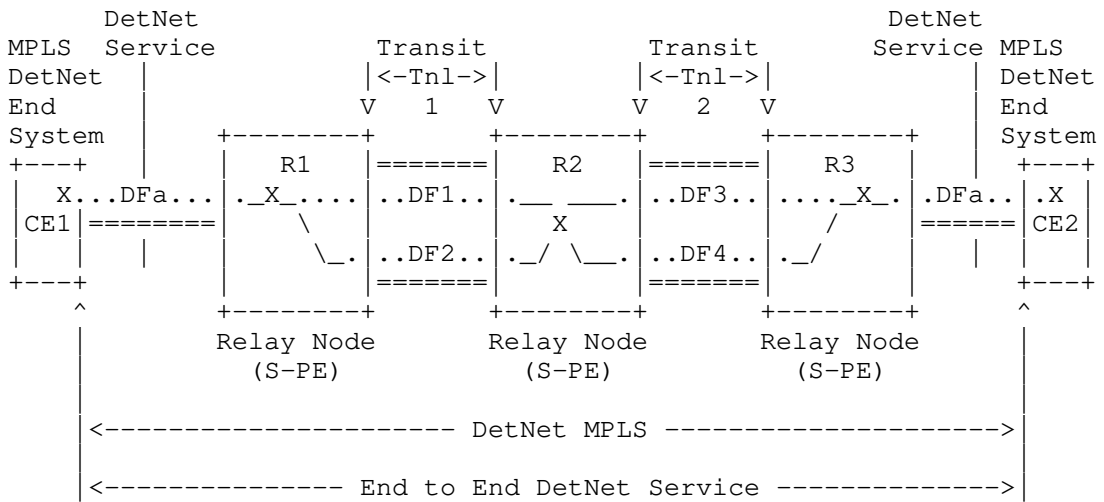 DetNet DetNet
MPLS Service Transit Transit Service MPLS
DetNet | |<-Tnl->| |<-Tnl->| | DetNet
End | V 1 V V 2 V | End
System | +--------+ +--------+ +--------+ | System
+---+ | | R1 |=======| R2 |=======| R3 | | +---+
| X...DFa...|._X_....|..DF1..|.__ ___.|..DF3..|...._X_.|.DFa..|.X |
|CE1|========| \ | | X | | / |======|CE2|
| | | | \_.|..DF2..|._/ \__.|..DF4..|._/ | | | |
+---+ | |=======| |=======| | +---+
^ +--------+ +--------+ +--------+ ^
| Relay Node Relay Node Relay Node |
| (S-PE) (S-PE) (S-PE) |
| |
|<---------------------- DetNet MPLS --------------------->|
| |
|<--------------- End to End DetNet Service -------------->|